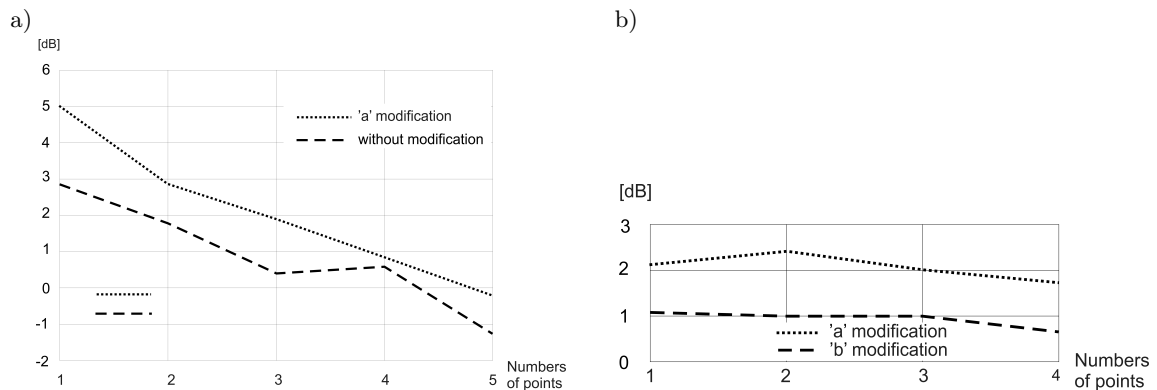 a)
[dB]
6
5
4
3
2
1
0
-1
-2
'a' modification
without modification
1 2 3 4 5
Numbers
of points
b)
[dB]
3
2
1
0
'a' modification
'b' modification
1 2 3 4
Numbers
of points